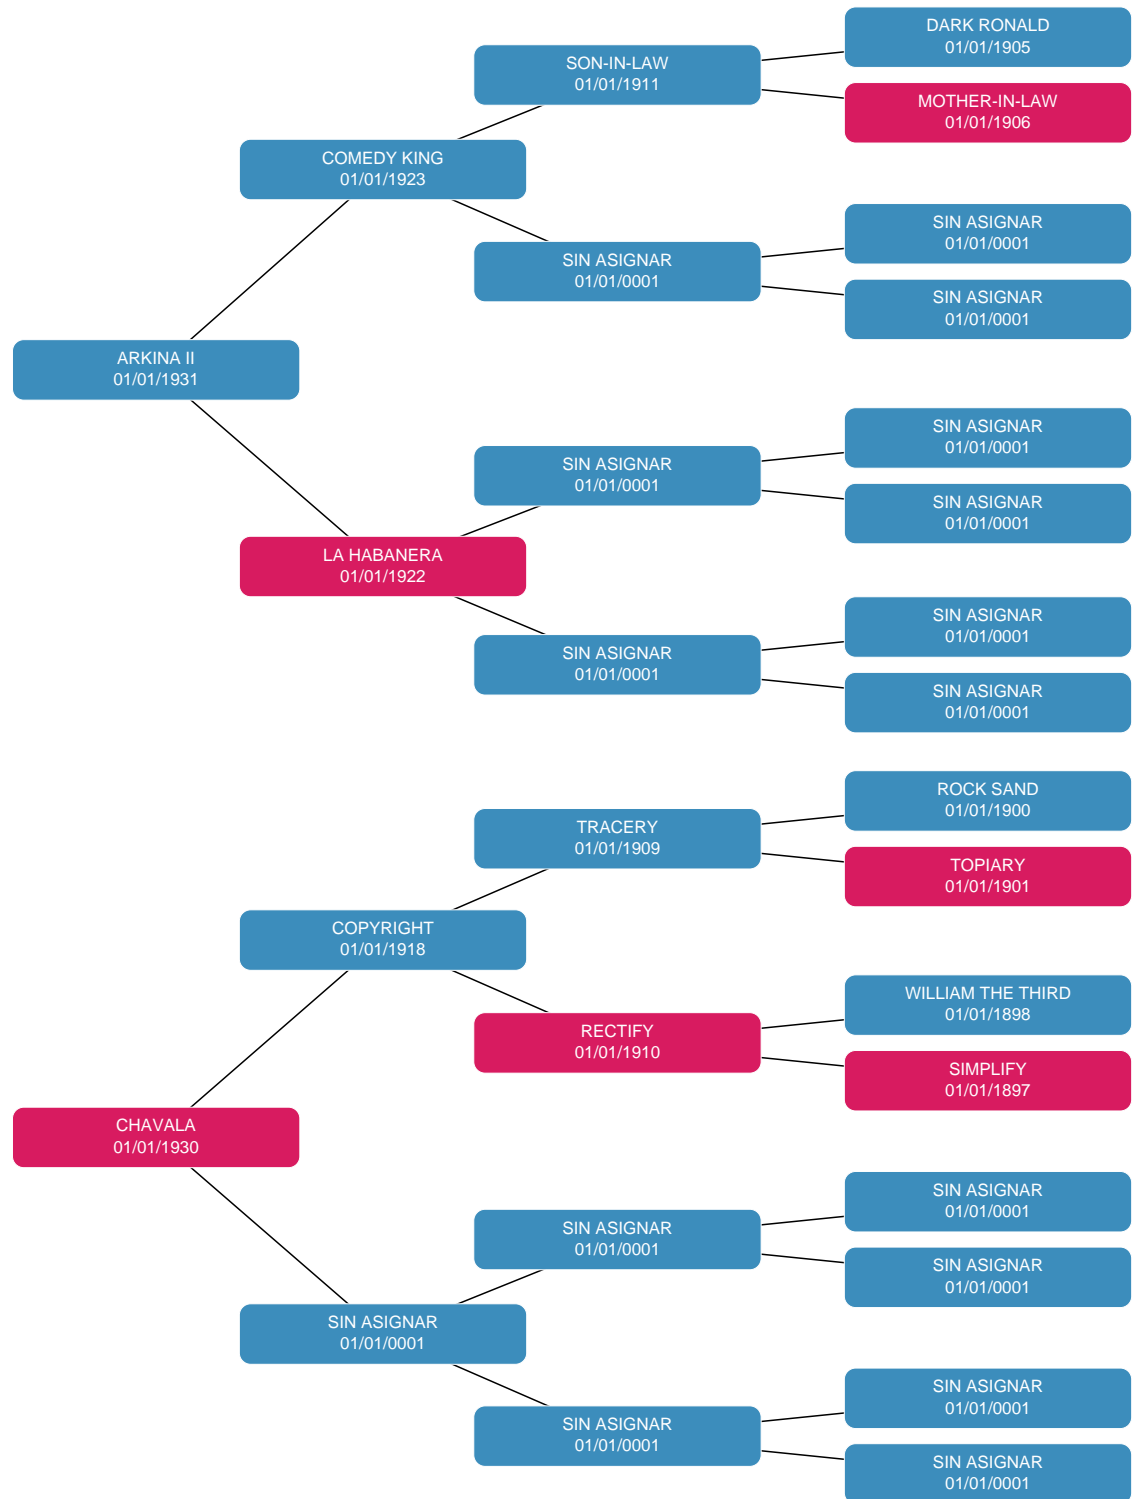 DARK RONALD
01/01/1905
SON-IN-LAW
01/01/1911
MOTHER-IN-LAW
01/01/1906
COMEDY KING
01/01/1923
SIN ASIGNAR
01/01/0001
SIN ASIGNAR
01/01/0001
SIN ASIGNAR
01/01/0001
ARKINA II
01/01/1931
SIN ASIGNAR
01/01/0001
SIN ASIGNAR
01/01/0001
SIN ASIGNAR
01/01/0001
LA HABANERA
01/01/1922
SIN ASIGNAR
01/01/0001
SIN ASIGNAR
01/01/0001
SIN ASIGNAR
01/01/0001
ROCK SAND
01/01/1900
TRACERY
01/01/1909
TOPIARY
01/01/1901
COPYRIGHT
01/01/1918
WILLIAM THE THIRD
01/01/1898
RECTIFY
01/01/1910
SIMPLIFY
01/01/1897
CHAVALA
01/01/1930
SIN ASIGNAR
01/01/0001
SIN ASIGNAR
01/01/0001
SIN ASIGNAR
01/01/0001
SIN ASIGNAR
01/01/0001
SIN ASIGNAR
01/01/0001
SIN ASIGNAR
01/01/0001
SIN ASIGNAR
01/01/0001